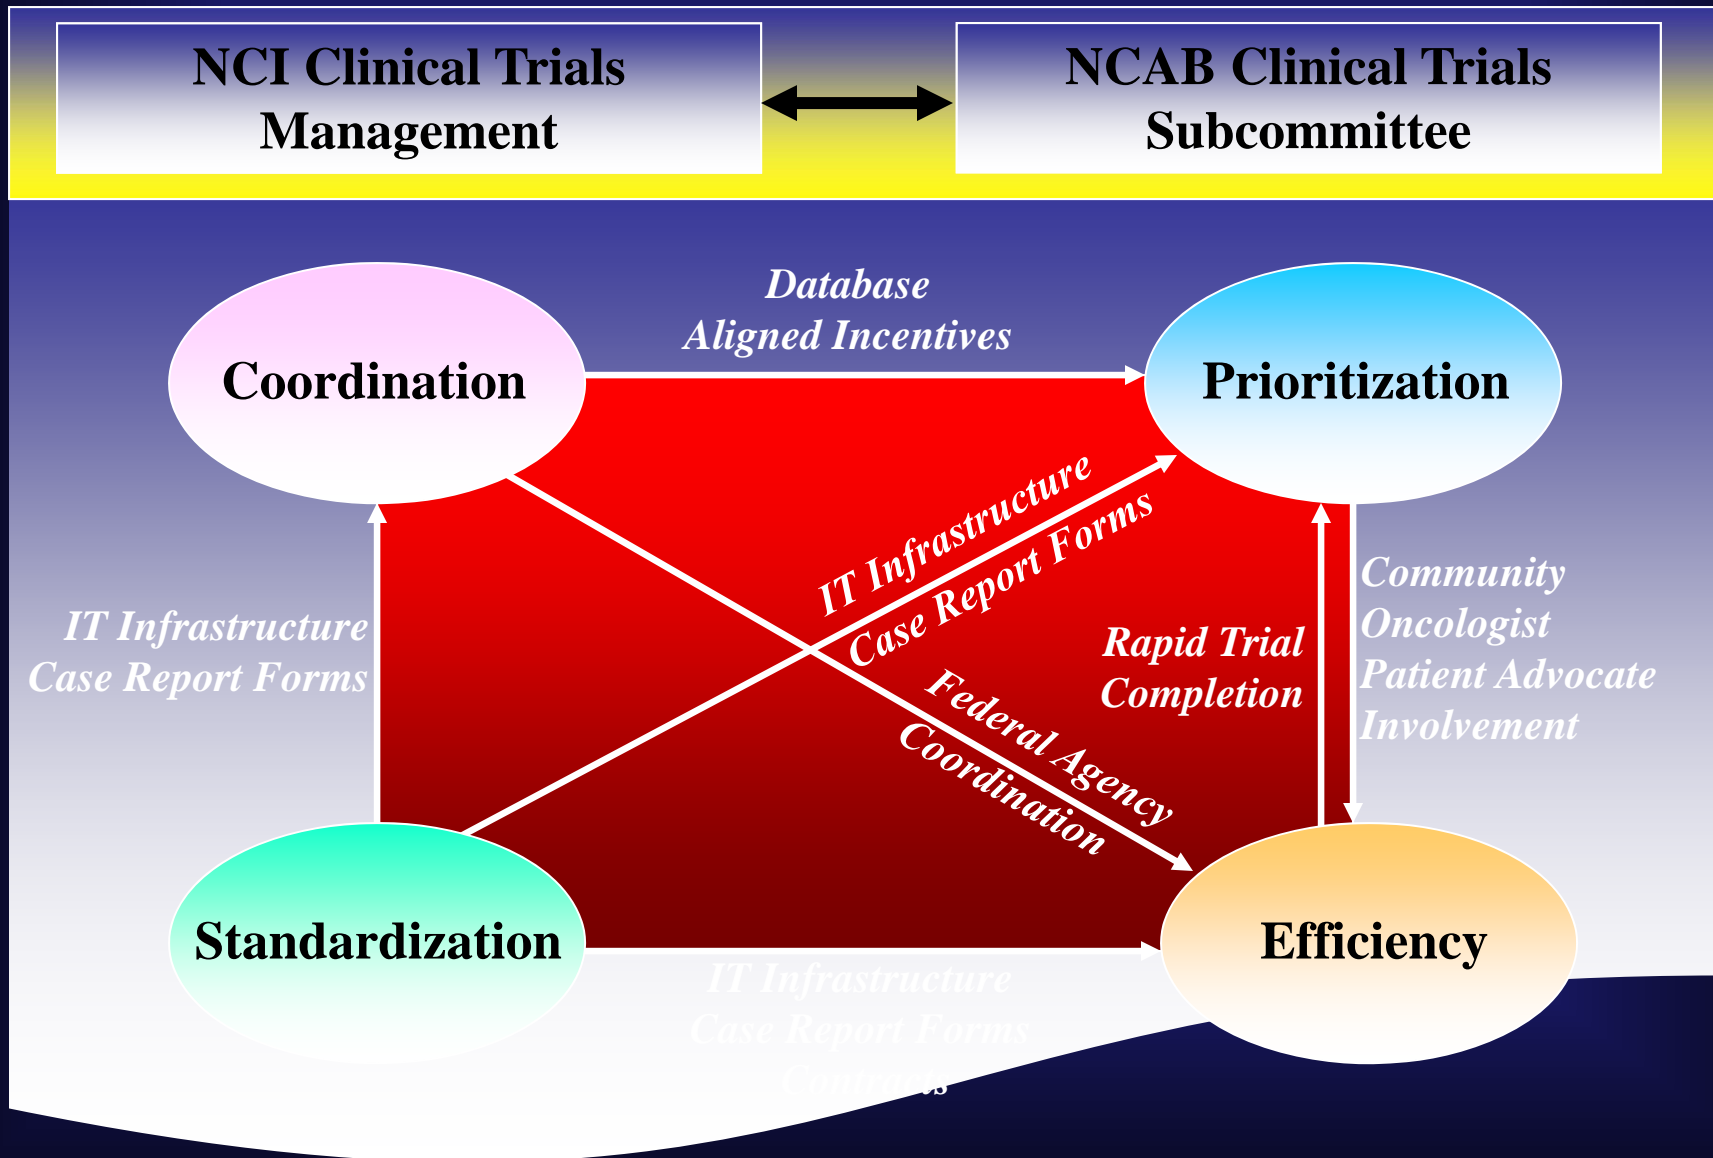 NCI Clinical Trials
Management
NCAB Clinical Trials
Subcommittee
Database
Aligned Incentives
Coordination
Prioritization
IT Infrastructure
Case Report Forms
IT Infrastructure
Case Report Forms
Rapid Trial
Completion
Community
Oncologist
Patient Advocate
Involvement
Federal Agency
Coordination
Standardization
Efficiency
IT Infrastructure
Case Report Forms
Contracts